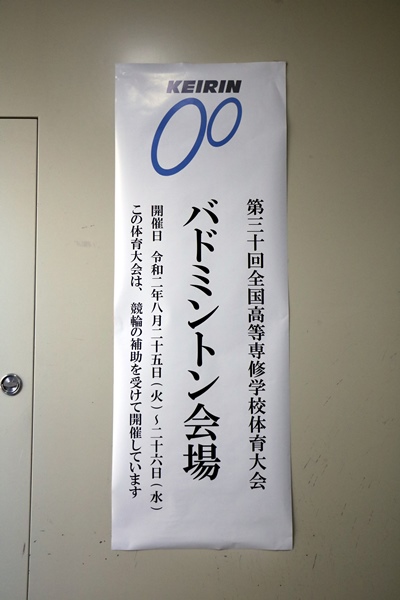 KEIRIN
第三十回全国高等専修学校体育大会
バドミントン会場
開催日 令和二年八月二十五日(火)~二十六日(水)
この体育大会は、競輪の補助を受けて開催しています